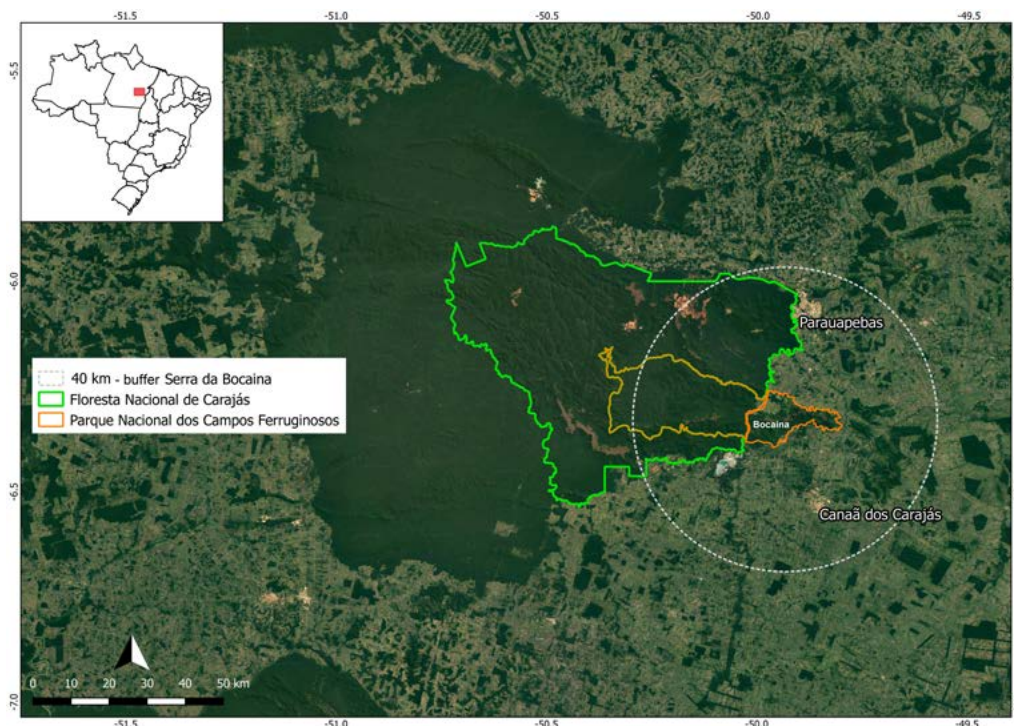 -51.5 -51.0 -50.5 -50.0 -49.5
-5.5
-6.0
Parauapebas
40 km - buffer Serra da Bocaina
Floresta Nacional de Carajás
Parque Nacional dos Campos Ferruginosos
Bocaina
-6.5
Canaã dos Carajás
0 10 20 30 40 50 km
-7.0
-51.5 -51.0 -50.5 -50.0 -49.5